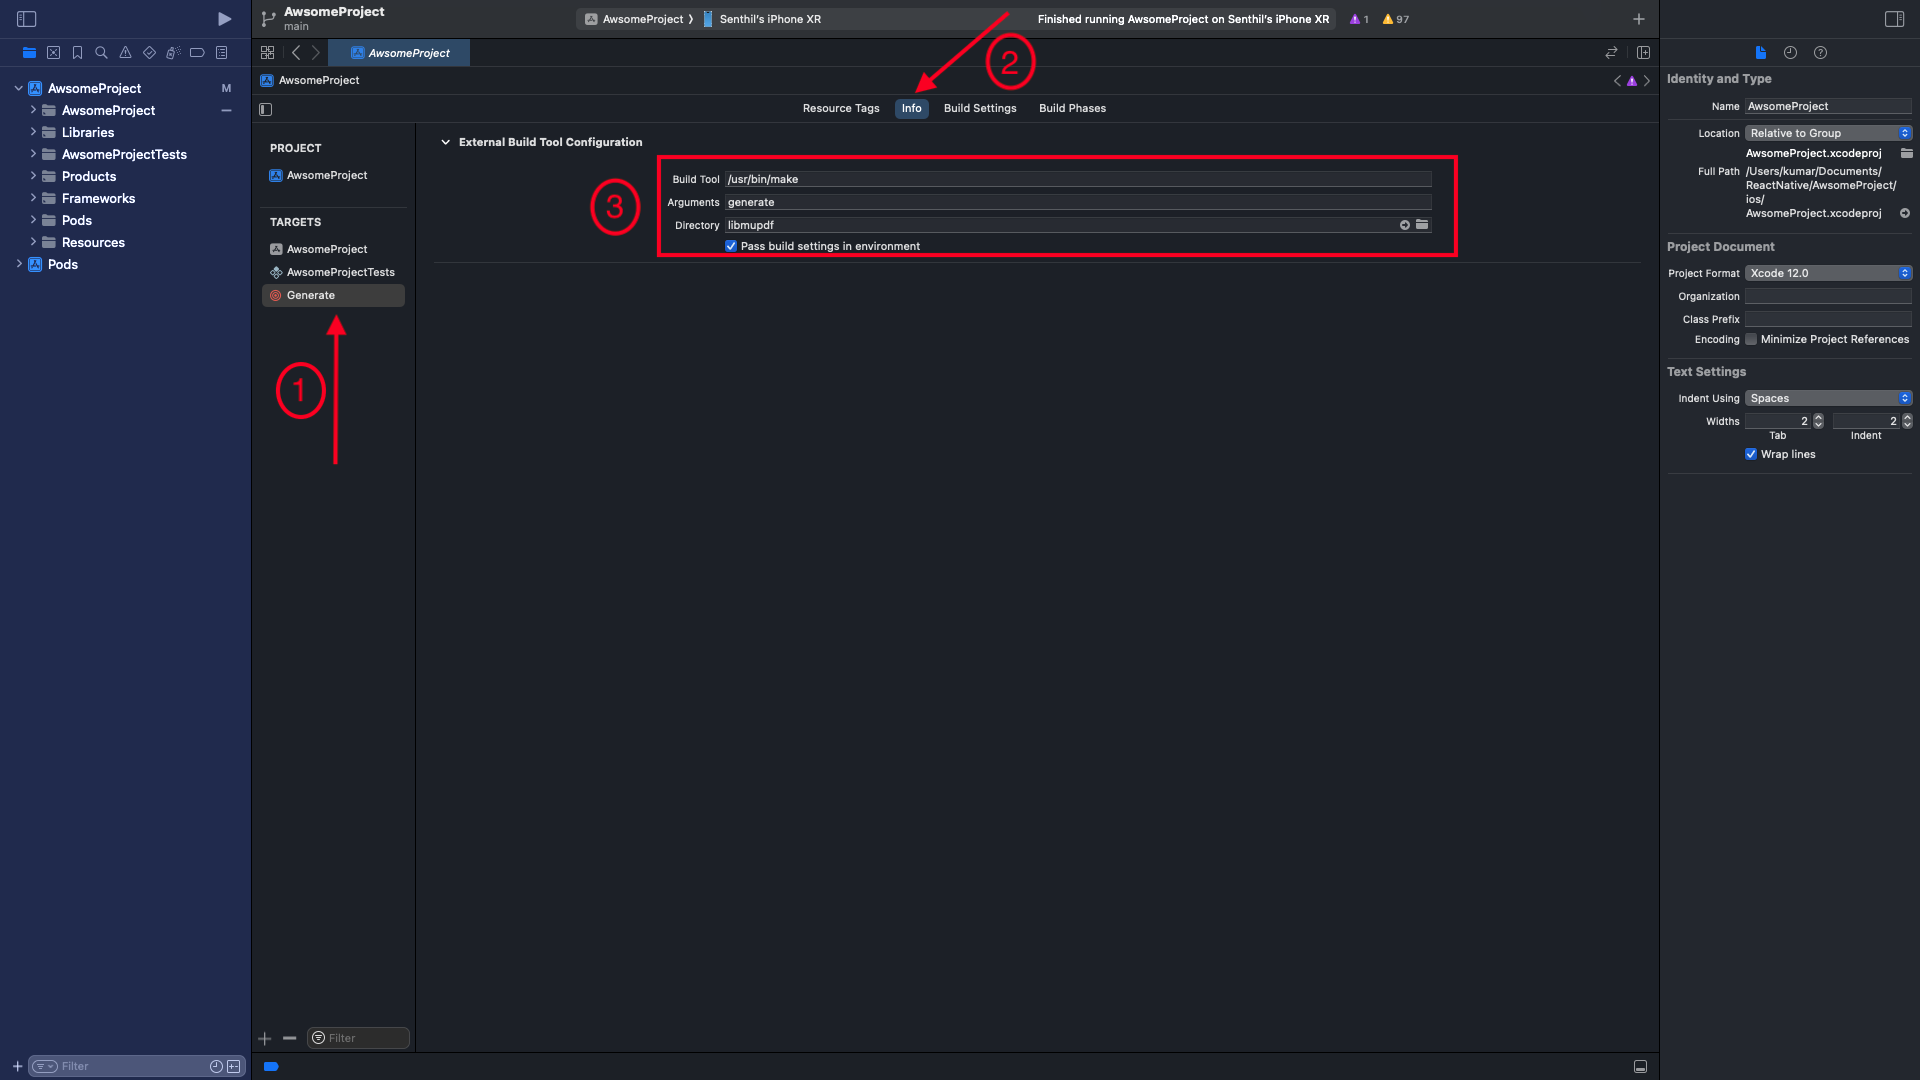 AwsomeProject
main
AwsomeProject
Senthil's iPhone XR
Finished running AwsomeProject on Senthil's iPhone XR
1
97
AwsomeProject
AwsomeProject
Resource Tags
Info
Build Settings
Build Phases
AwsomeProject
M
AwsomeProject
Libraries
AwsomeProjectTests
Products
Frameworks
Pods
Resources
Pods
Filter
PROJECT
AwsomeProject
TARGETS
AwsomeProject
AwsomeProjectTests
Generate
Filter
1
2
3
External Build Tool Configuration
Build Tool /usr/bin/make
Arguments generate
Directory libmupdf
Pass build settings in environment
Identity and Type
Name AwsomeProject
Location Relative to Group
AwsomeProject.xcodeproj
Full Path /Users/kumar/Documents/
ReactNative/AwsomeProject/
ios/
AwsomeProject.xcodeproj
Project Document
Project Format Xcode 12.0
Organization
Class Prefix
Encoding Minimize Project References
Text Settings
Indent Using Spaces
Widths 2 2
Tab Indent
Wrap lines